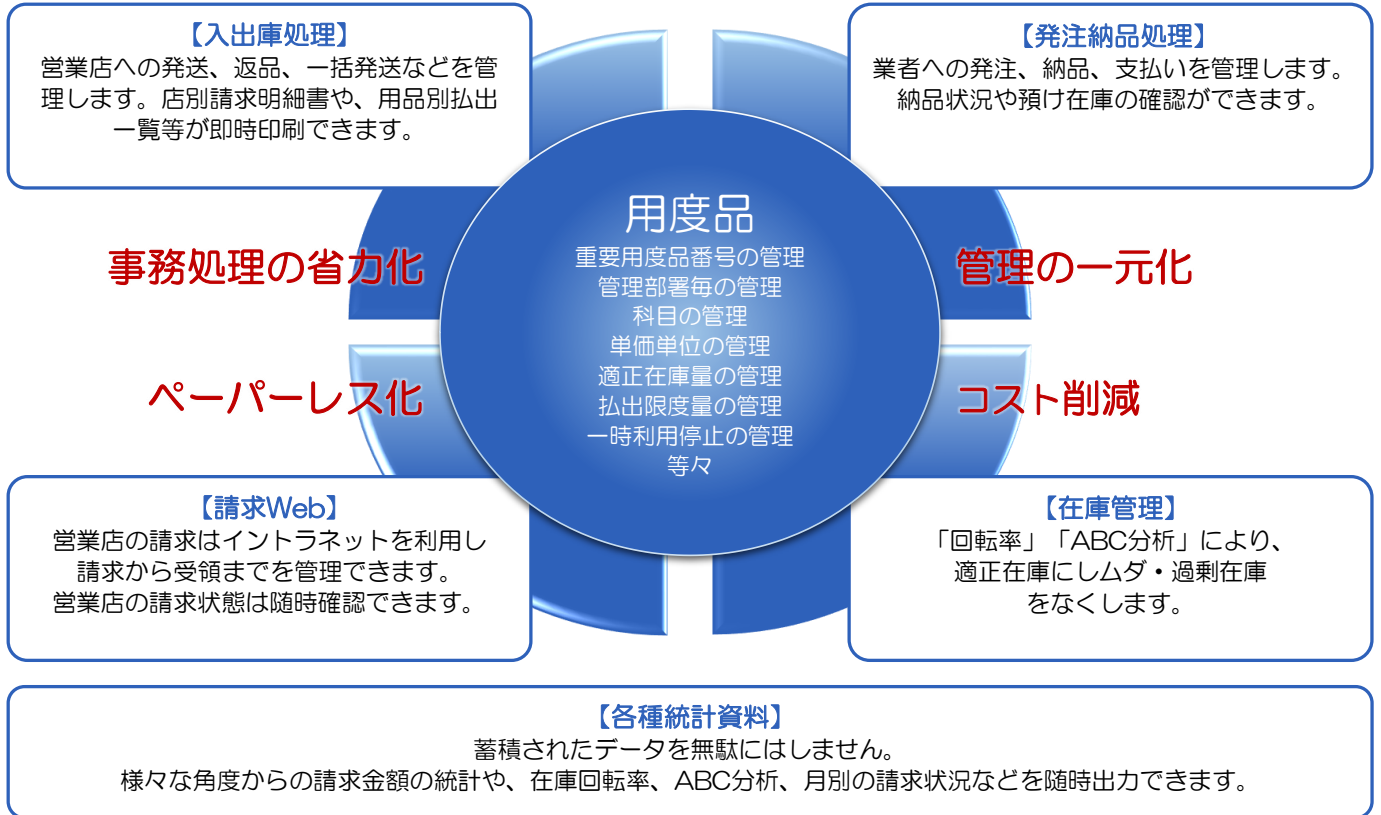 【入出庫処理】
営業店への発送、返品、一括発送などを管
理します。店別請求明細書や、用品別払出
一覧等が即時印刷できます。
【発注納品処理】
業者への発注、納品、支払いを管理します。
納品状況や預け在庫の確認ができます。
事務処理の省力化
ペーパーレス化
用度品
重要用度品番号の管理
管理部署毎の管理
科目の管理
単価単位の管理
適正在庫量の管理
払出限度量の管理
一時利用停止の管理
等々
管理の一元化
コスト削減
【請求Web】
営業店の請求はイントラネットを利用し
請求から受領までを管理できます。
営業店の請求状態は随時確認できます。
【在庫管理】
「回転率」「ABC分析」により、
適正在庫にしムダ・過剰在庫
をなくします。
【各種統計資料】
蓄積されたデータを無駄にはしません。
様々な角度からの請求金額の統計や、在庫回転率、ABC分析、月別の請求状況などを随時出力できます。